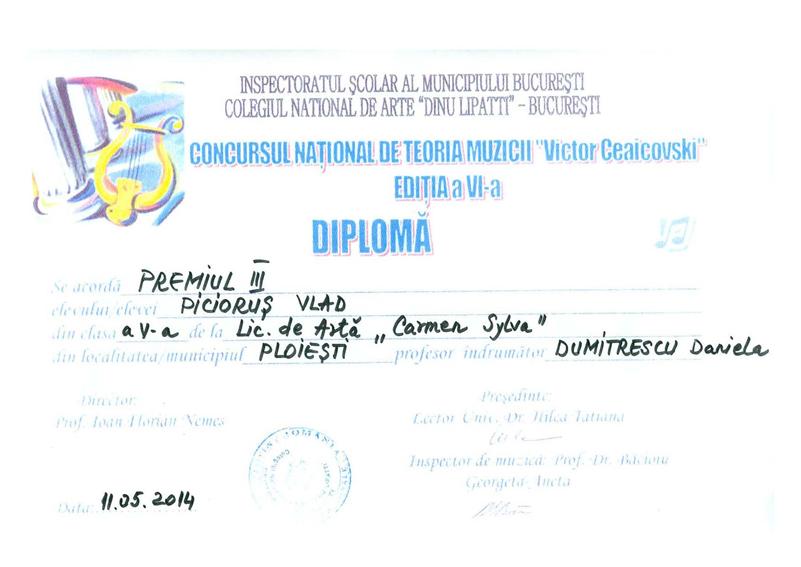 INSPECTORATUL ŞCOLAR AL MUNICIPIULUI BUCUREŞTI
COLEGIUL NATIONAL DE ARTE “DINU LIPATTI” – BUCUREŞTI
CONCURSUL NAŢIONAL DE TEORIA MUZICII "Victor Ceaicovski"
EDIŢIA a VI-a
DIPLOMĂ
Se acordă PREMIUL III
elevului/elevei PICIORUŞ VLAD
din clasa a V-a de la Lic. de Artă „Carmen Sylva”
din localitatea/municipiul PLOIEŞTI profesor îndrumător DUMITRESCU Daniela
Director:
Prof. Ioan Florian Nemes
Preşedinte:
Lector Univ. Dr. Hilca Tatiana
Inspector de muzică: Prof. Dr. Băcioiu
Georgeta-Aneta
ROMÂNIA
Data: 11.05.2014